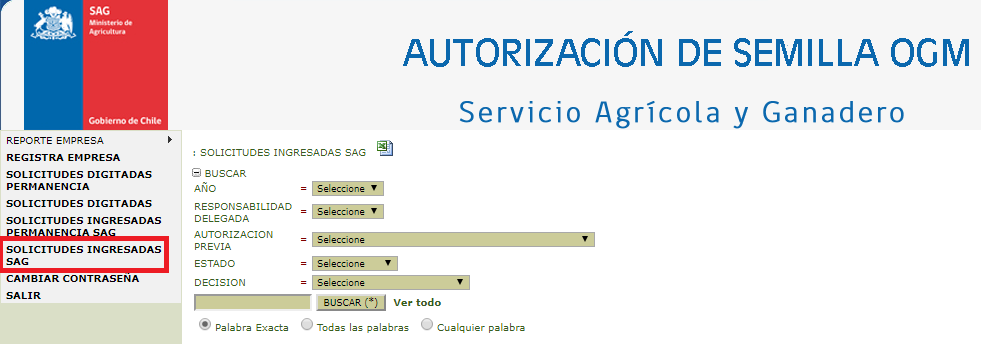 SAG
Ministerio de
Agricultura
Gobierno de Chile
AUTORIZACIÓN DE SEMILLA OGM
Servicio Agrícola y Ganadero
REPORTE EMPRESA
REGISTRA EMPRESA
SOLICITUDES DIGITADAS
PERMANENCIA
SOLICITUDES DIGITADAS
SOLICITUDES INGRESADAS
PERMANENCIA SAG
SOLICITUDES INGRESADAS
SAG
CAMBIAR CONTRASEÑA
SALIR
: SOLICITUDES INGRESADAS SAG
BUSCAR
AÑO = Seleccione
RESPONSABILIDAD
DELEGADA = Seleccione
AUTORIZACION
PREVIA = Seleccione
ESTADO = Seleccione
DECISION = Seleccione
BUSCAR (*) Ver todo
Palabra Exacta Todas las palabras Cualquier palabra